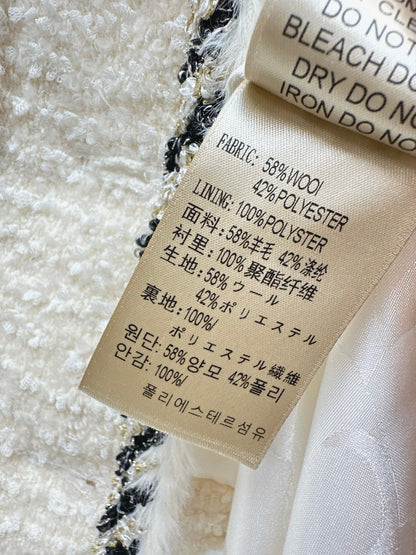 DO NOT
BLEACH DO
DRY DO NO
IRON DO NO
FABRIC: 58%WOOL
42%POLYESTER
LINING: 100%POLYSTER
面料: 58%羊毛 42%涤纶
衬里: 100%聚酯纤维
生地: 58%ウール
42%ポリエステル
裏地: 100%/
ポリエステル繊維
원단: 58%양모 42%폴리
안감: 100%/
폴리에스테르섬유